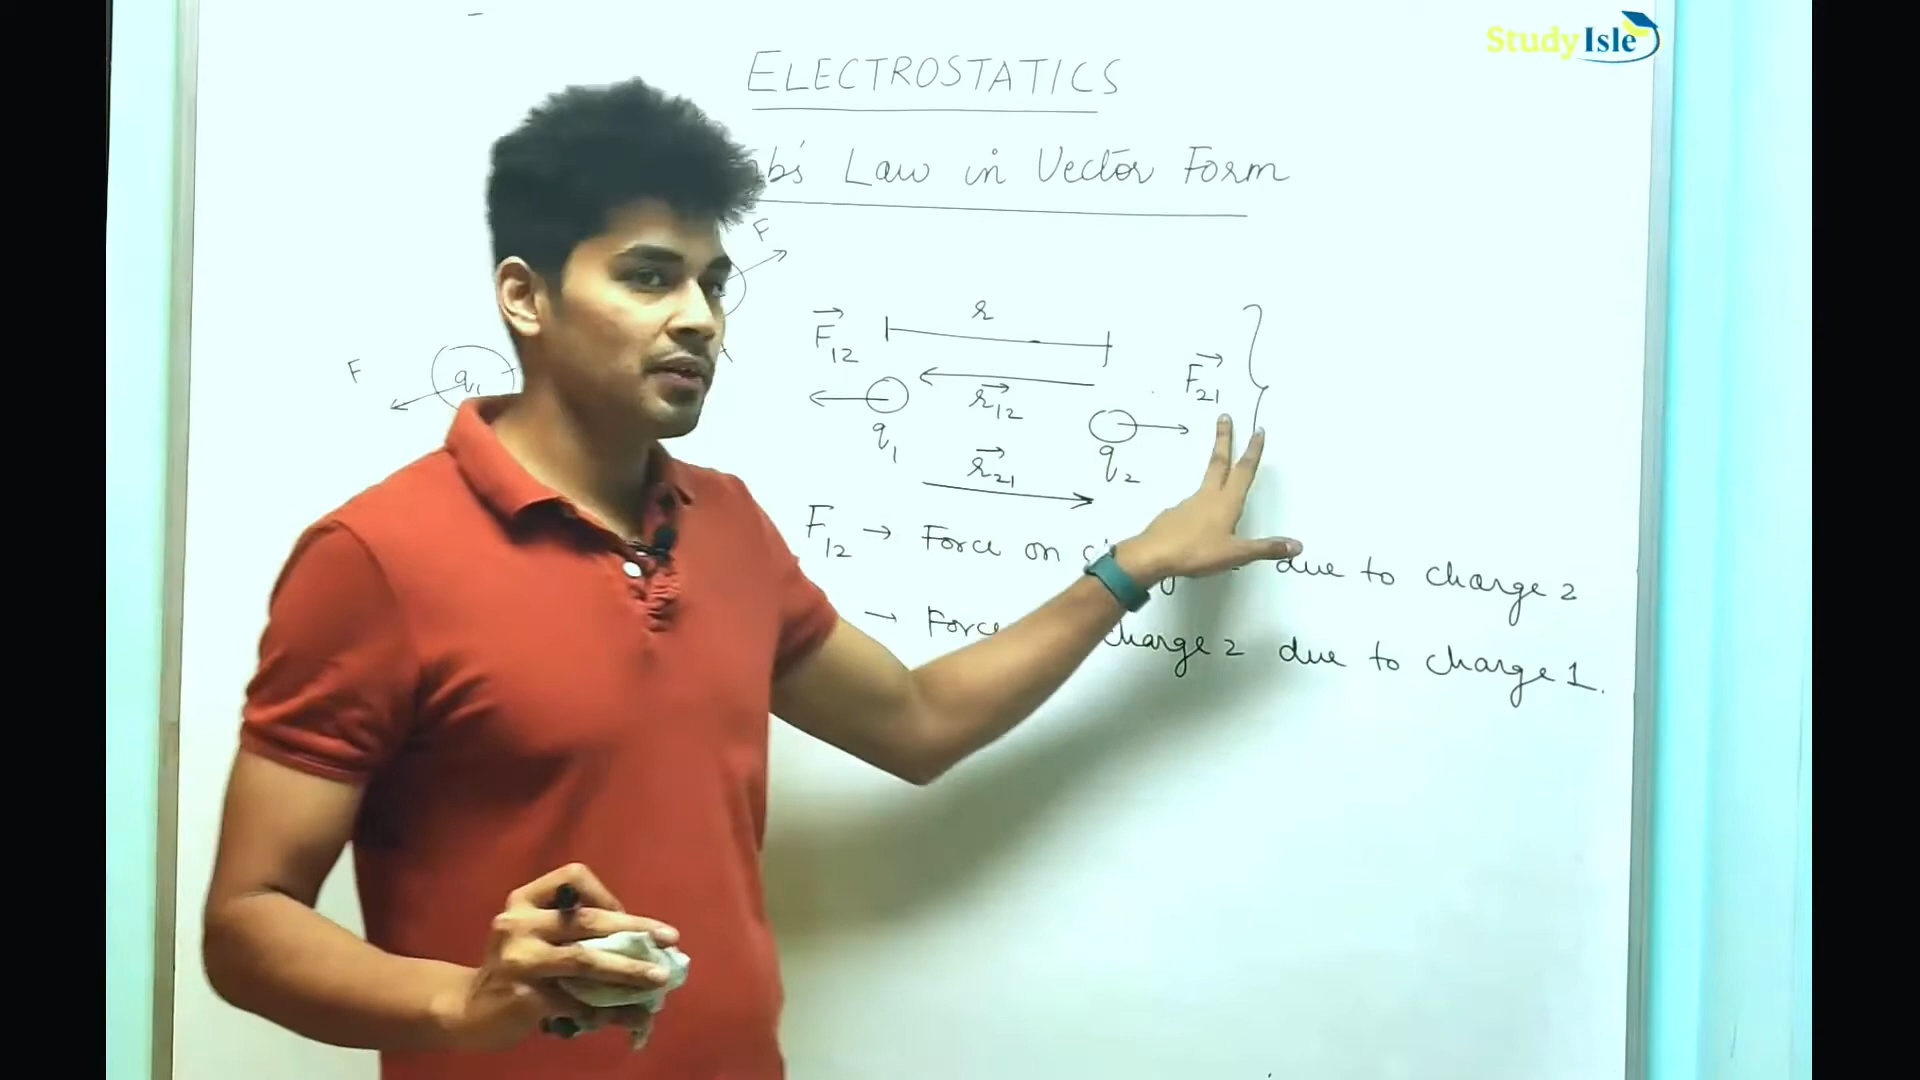 Study Isle
ELECTROSTATICS
Law in Vector Form
F
F
q1
r
F12
F21
r12
q1
q2
r21
F12 → Force on due to charge 2
→ Force charge 2 due to charge 1.